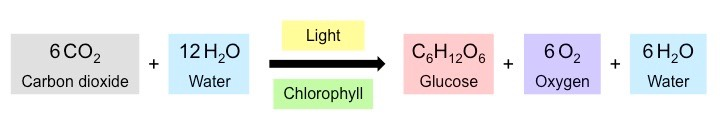 6 CO₂ + 12 H₂O Light C₆H₁₂O₆ + 6 O₂ + 6 H₂O
Carbon dioxide Water Chlorophyll Glucose Oxygen Water